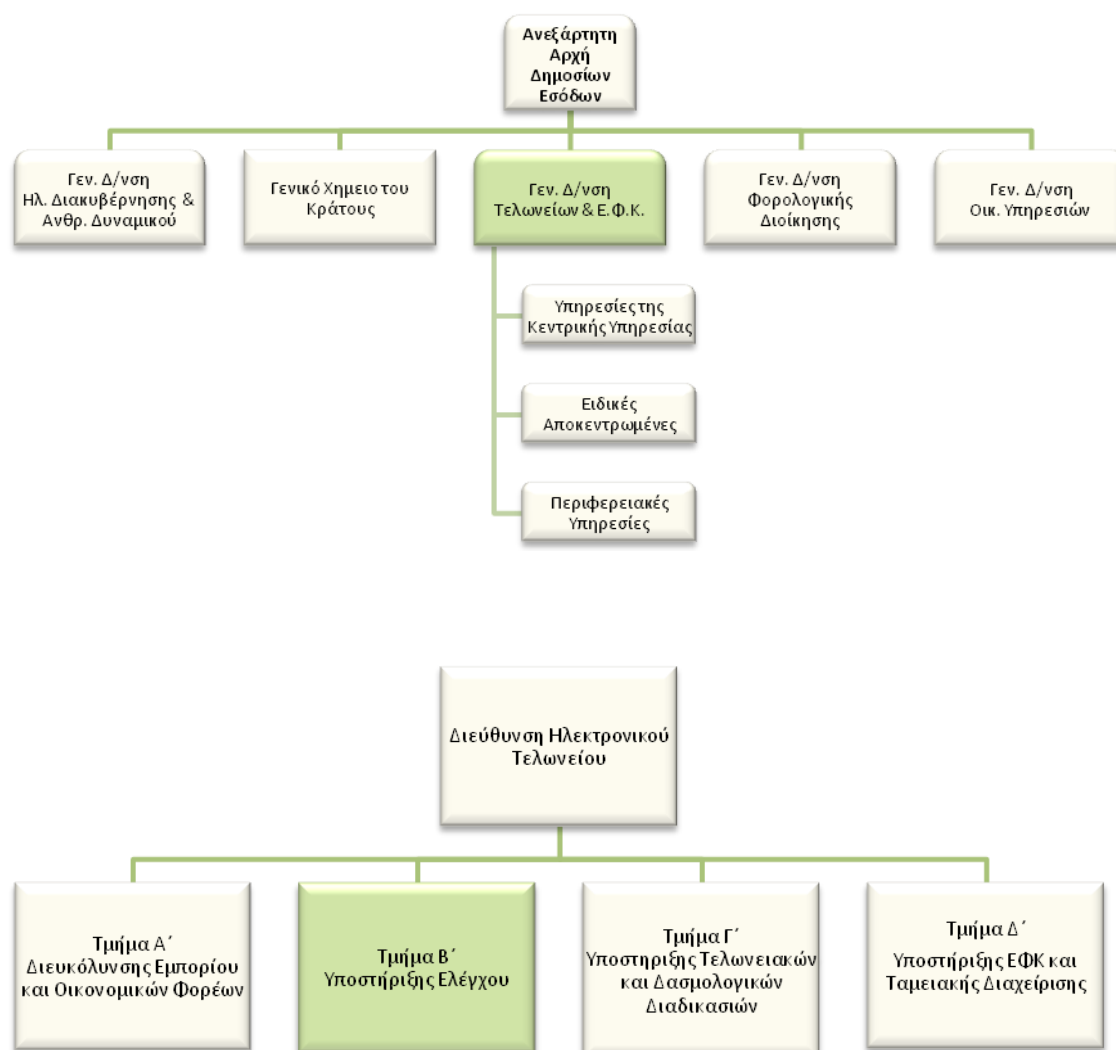 Ανεξάρτητη
Αρχή
Δημοσίων
Εσόδων
Γεν. Δ/νση
Ηλ. Διακυβέρνησης &
Ανθρ. Δυναμικού
Γενικό Χημειο του
Κράτους
Γεν. Δ/νση
Τελωνείων & Ε.Φ.Κ.
Γεν. Δ/νση
Φορολογικής
Διοίκησης
Γεν. Δ/νση
Οικ. Υπηρεσιών
Υπηρεσίες της
Κεντρικής Υπηρεσίας
Ειδικές
Αποκεντρωμένες
Περιφερειακές
Υπηρεσίες
Διεύθυνση Ηλεκτρονικού
Τελωνείου
Τμήμα Α΄
Διευκόλυνσης Εμπορίου
και Οικονομικών Φορέων
Τμήμα Β΄
Υποστήριξης Ελέγχου
Τμήμα Γ΄
Υποστηριξης Τελωνειακών
και Δασμολογικών
Διαδικασιών
Τμήμα Δ΄
Υποστήριξης ΕΦΚ και
Ταμειακής Διαχείρισης